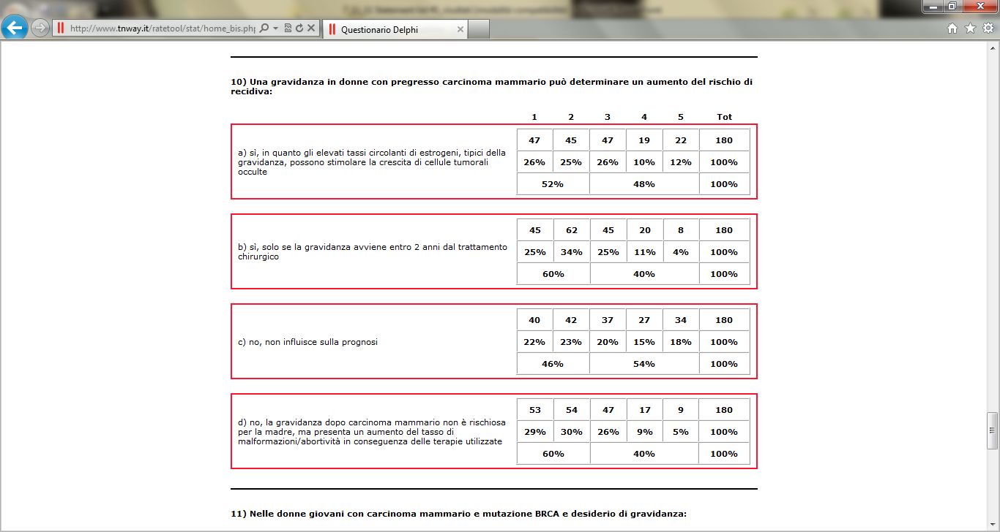 http://www.tnway.it/ratetool/stat/home_bis.php
Questionario Delphi
10) Una gravidanza in donne con pregresso carcinoma mammario può determinare un aumento del rischio di
recidiva:
1 2 3 4 5 Tot
a) sì, in quanto gli elevati tassi circolanti di estrogeni, tipici della
gravidanza, possono stimolare la crescita di cellule tumorali
occulte
47 45 47 19 22 180
26% 25% 26% 10% 12% 100%
52% 48% 100%
b) sì, solo se la gravidanza avviene entro 2 anni dal trattamento
chirurgico
45 62 45 20 8 180
25% 34% 25% 11% 4% 100%
60% 40% 100%
c) no, non influisce sulla prognosi
40 42 37 27 34 180
22% 23% 20% 15% 18% 100%
46% 54% 100%
d) no, la gravidanza dopo carcinoma mammario non è rischiosa
per la madre, ma presenta un aumento del tasso di
malformazioni/abortività in conseguenza delle terapie utilizzate
53 54 47 17 9 180
29% 30% 26% 9% 5% 100%
60% 40% 100%
11) Nelle donne giovani con carcinoma mammario e mutazione BRCA e desiderio di gravidanza: